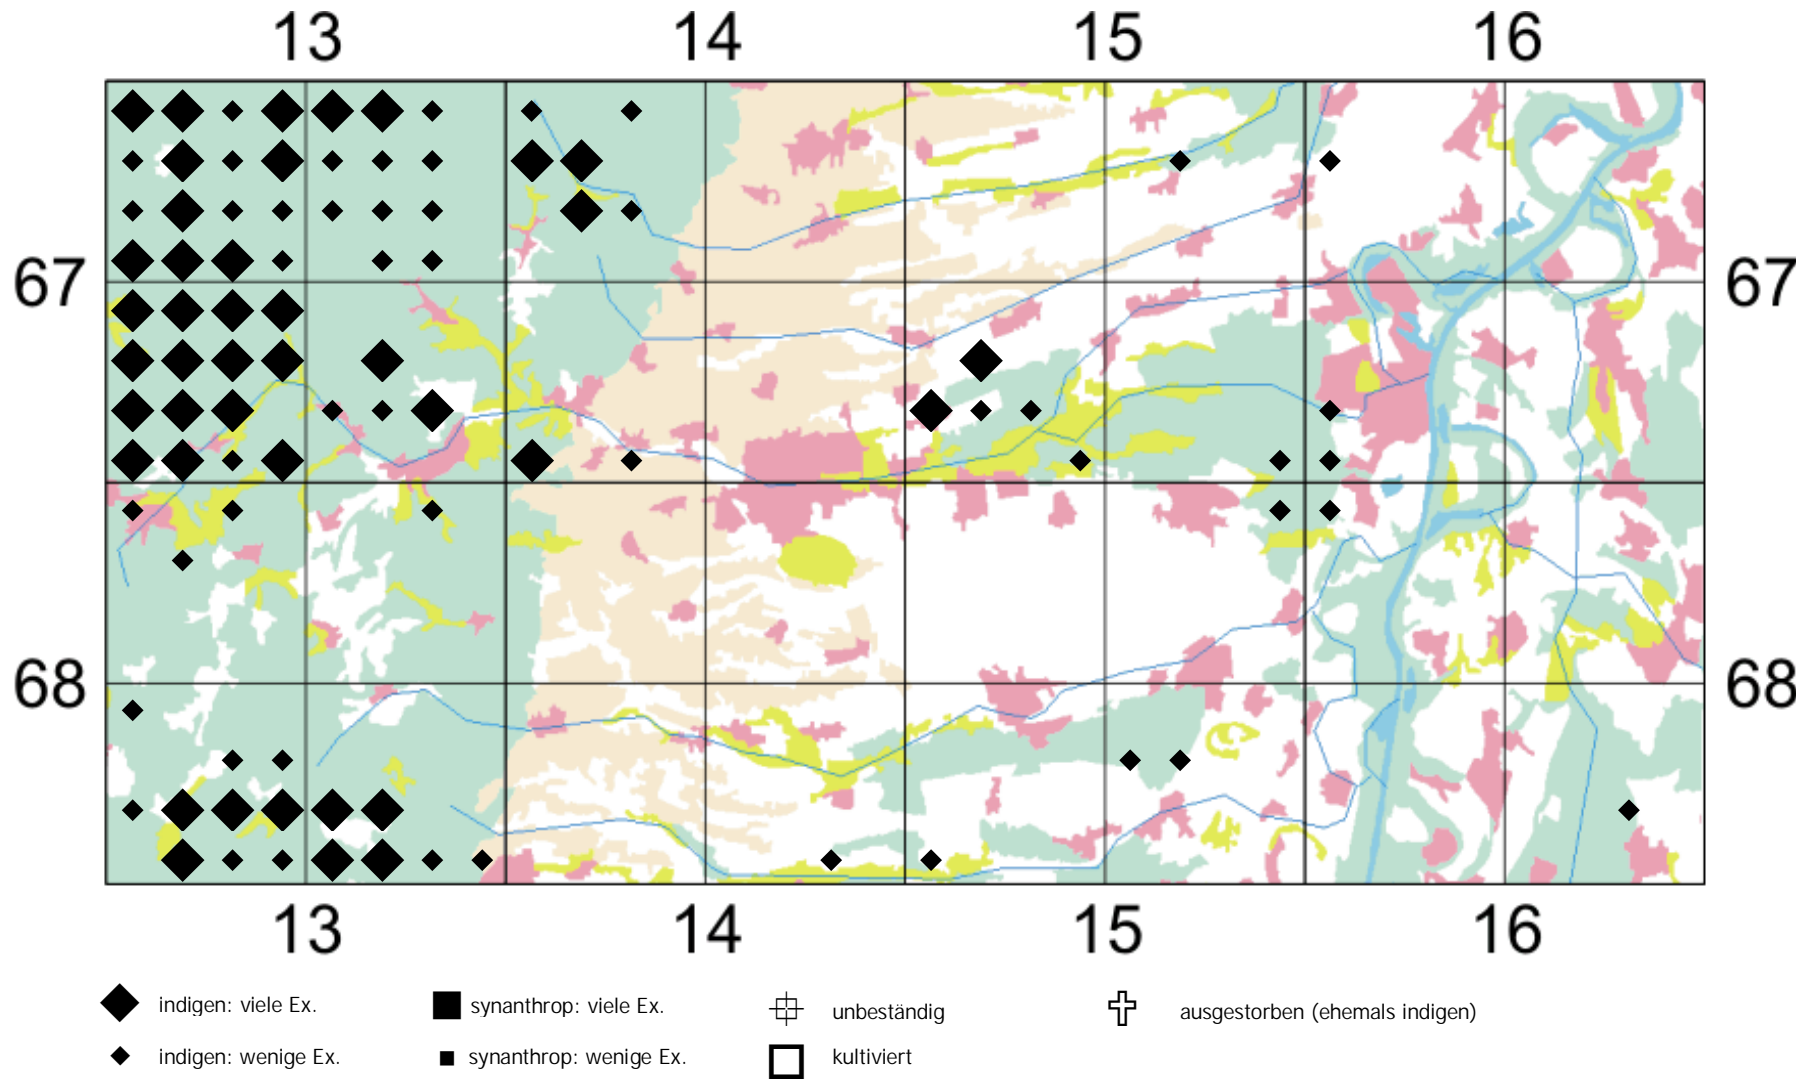 13 14 15 16
67 67
68 68
13 14 15 16
indigen: viele Ex. synanthrop: viele Ex. unbeständig ausgestorben (ehemals indigen)
indigen: wenige Ex. synanthrop: wenige Ex. kultiviert